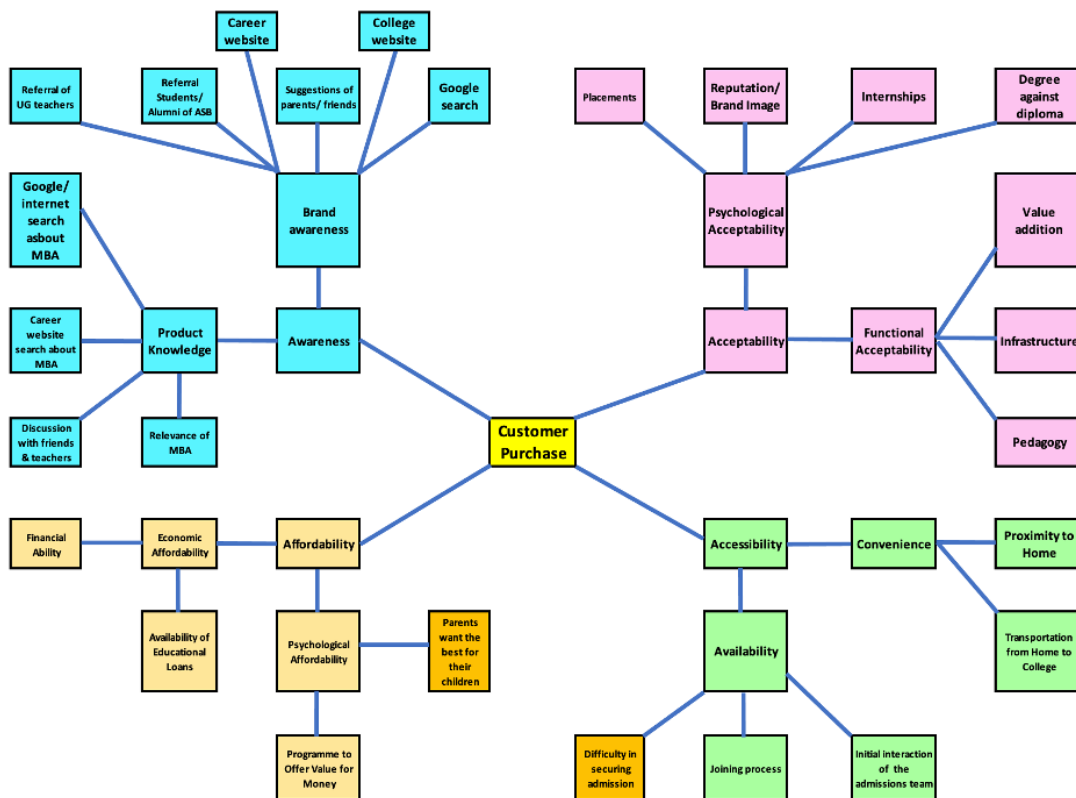 Career
website
College
website
Referral of
UG teachers
Referral
Students/
Alumni of ASB
Suggestions of
parents/ friends
Google
search
Placements
Reputation/
Brand Image
Internships
Degree
against
diploma
Google/
internet
search
asbout
MBA
Brand
awareness
Psychological
Acceptability
Value
addition
Career
website
search about
MBA
Product
Knowledge
Awareness
Acceptability
Functional
Acceptability
Infrastructure
Discussion
with friends
& teachers
Relevance of
MBA
Customer
Purchase
Pedagogy
Financial
Ability
Economic
Affordability
Affordability
Accessibility
Convenience
Proximity to
Home
Availability of
Educational
Loans
Psychological
Affordability
Parents
want the
best for
their
children
Availability
Transportation
from Home to
College
Programme to
Offer Value for
Money
Difficulty in
securing
admission
Joining process
Initial interaction
of the
admissions team